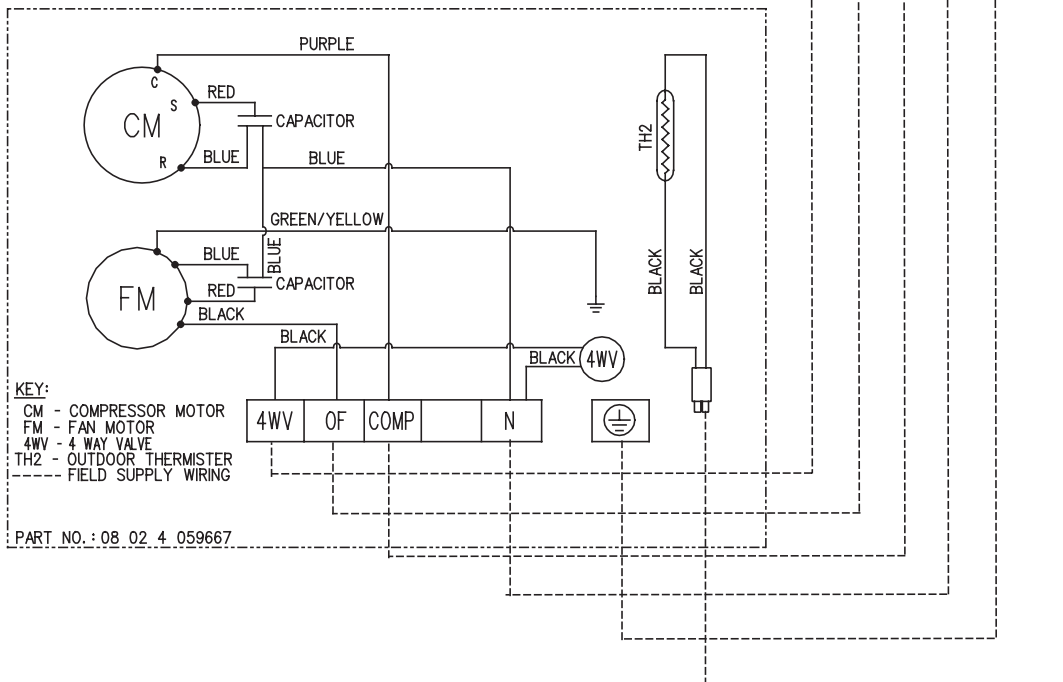 PURPLE
C
S
RED
CM
CAPACITOR
R
BLUE
BLUE
TH2
GREEN/YELLOW
BLUE
BLUE
FM
CAPACITOR
RED
BLACK
BLACK
BLACK
BLACK
BLACK
4WV
KEY:
CM - COMPRESSOR MOTOR
FM - FAN MOTOR
4WV - 4 WAY VALVE
TH2 - OUTDOOR THERMISTER
------ FIELD SUPPLY WIRING
4WV OF COMP N
PART NO.:08 02 4 059667